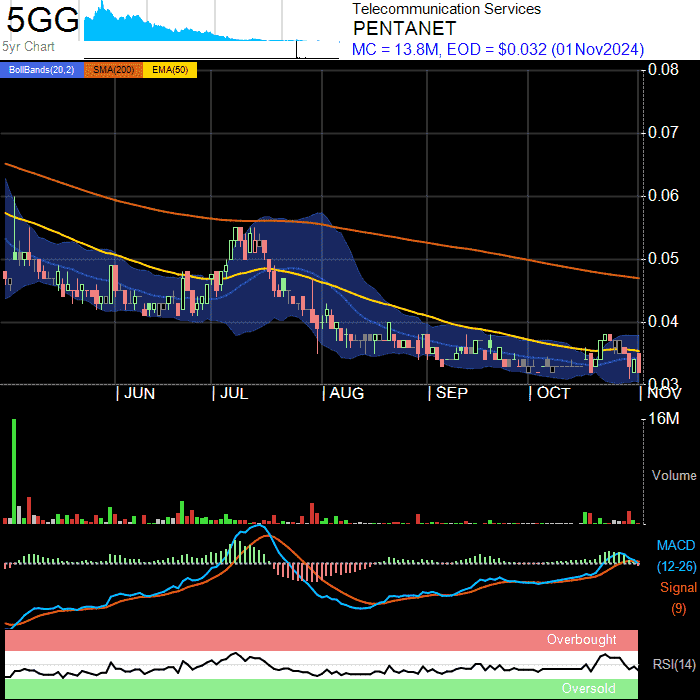 5GG
5yr Chart
Telecommunication Services
PENTANET
MC = 13.8M, EOD = $0.032 (01Nov2024)
BollBands(20,2) SMA(200) EMA(50)
0.08
0.07
0.06
0.05
0.04
0.03
JUN JUL AUG SEP OCT NOV
16M
Volume
MACD
(12-26)
Signal
(9)
Overbought
RSI(14)
Oversold